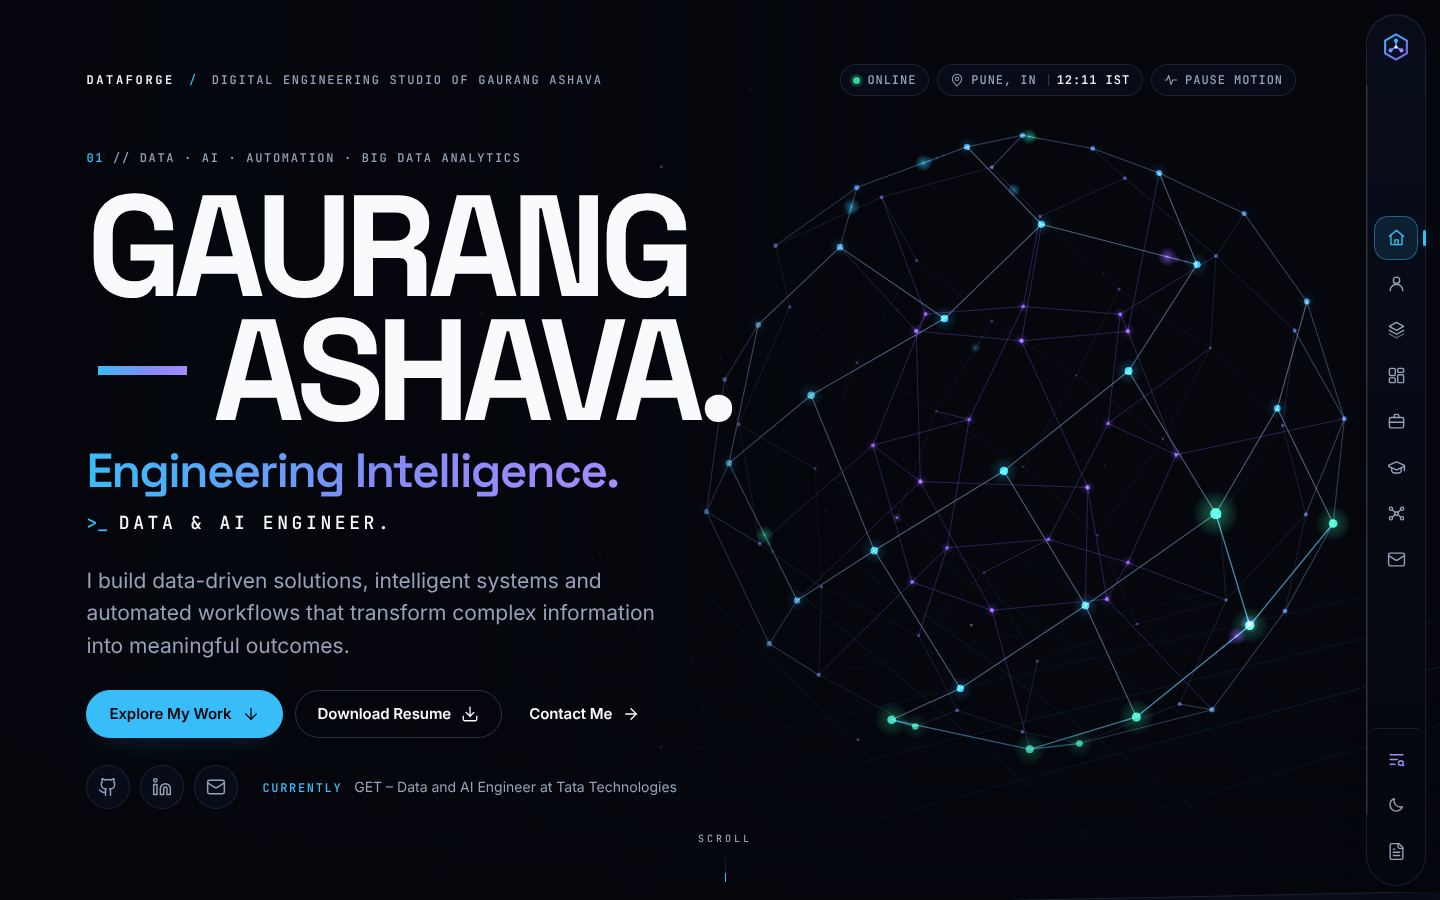 DATAFORGE / DIGITAL ENGINEERING STUDIO OF GAURANG ASHAVA
ONLINE
PUNE, IN | 12:11 IST
PAUSE MOTION
01 // DATA · AI · AUTOMATION · BIG DATA ANALYTICS
GAURANG
ASHAVA.
Engineering Intelligence.
>_ DATA & AI ENGINEER.
I build data-driven solutions, intelligent systems and
automated workflows that transform complex information
into meaningful outcomes.
Explore My Work
Download Resume
Contact Me
CURRENTLY GET – Data and AI Engineer at Tata Technologies
SCROLL